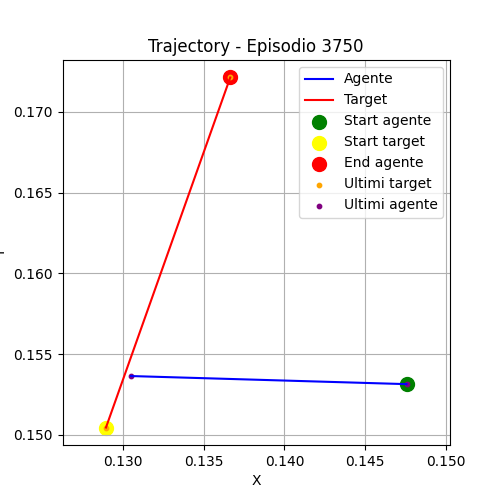 Trajectory - Episodio 3750
Agente
Target
Start agente
Start target
End agente
Ultimi target
Ultimi agente
0.170
0.165
0.160
0.155
0.150
0.130
0.135
0.140
0.145
0.150
X